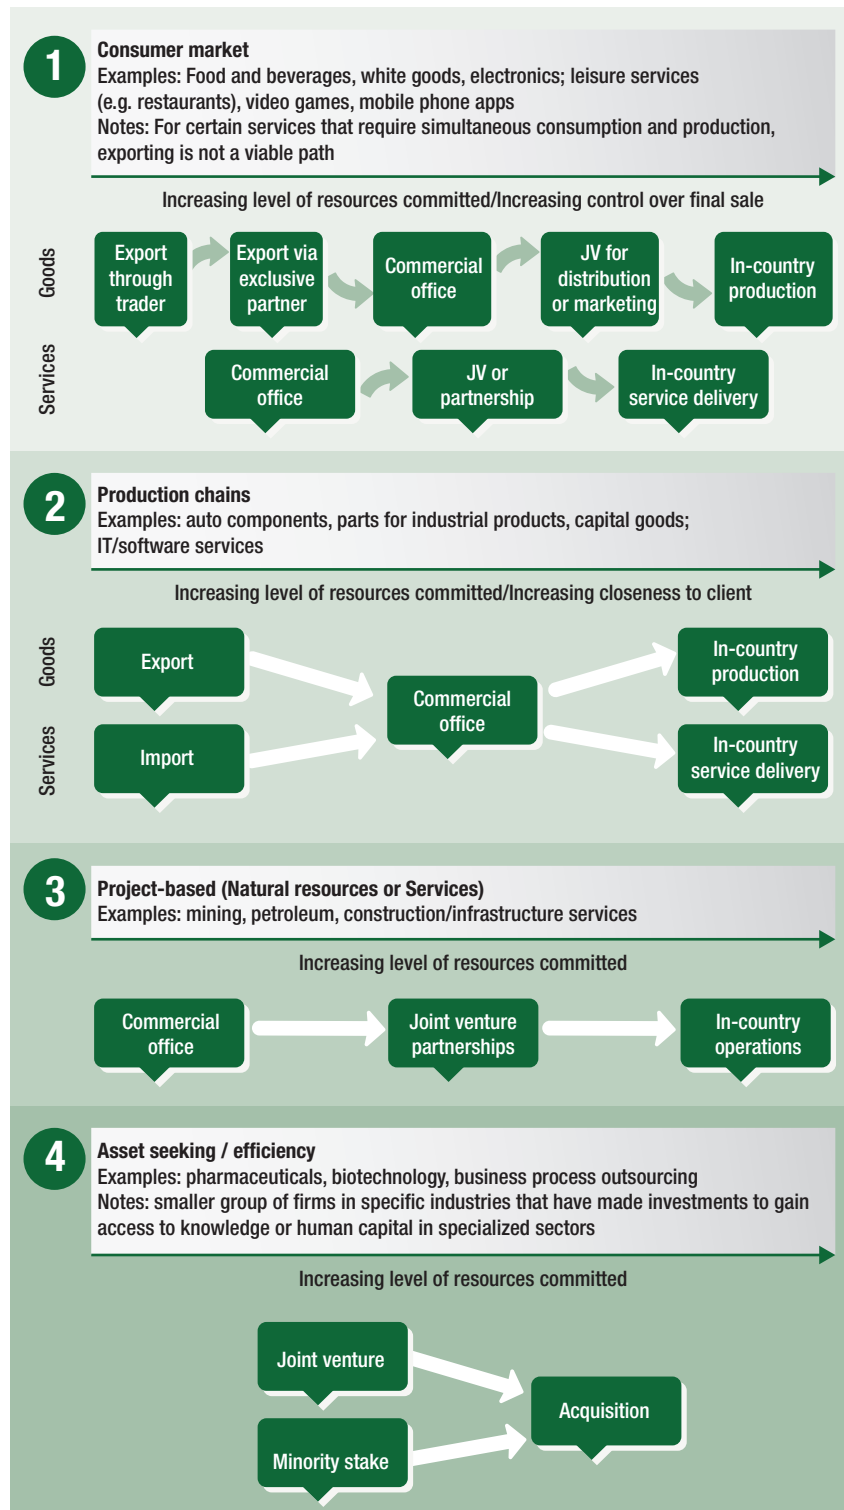 1
Consumer market
Examples: Food and beverages, white goods, electronics; leisure services
(e.g. restaurants), video games, mobile phone apps
Notes: For certain services that require simultaneous consumption and production,
exporting is not a viable path
Increasing level of resources committed/Increasing control over final sale
Goods
Export
through
trader
Export via
exclusive
partner
Commercial
office
JV for
distribution
or marketing
In-country
production
Services
Commercial
office
JV or
partnership
In-country
service delivery
2
Production chains
Examples: auto components, parts for industrial products, capital goods;
IT/software services
Increasing level of resources committed/Increasing closeness to client
Goods
Export
Services
Import
Commercial
office
In-country
production
In-country
service delivery
3
Project-based (Natural resources or Services)
Examples: mining, petroleum, construction/infrastructure services
Increasing level of resources committed
Commercial
office
Joint venture
partnerships
In-country
operations
4
Asset seeking / efficiency
Examples: pharmaceuticals, biotechnology, business process outsourcing
Notes: smaller group of firms in specific industries that have made investments to gain
access to knowledge or human capital in specialized sectors
Increasing level of resources committed
Joint venture
Minority stake
Acquisition